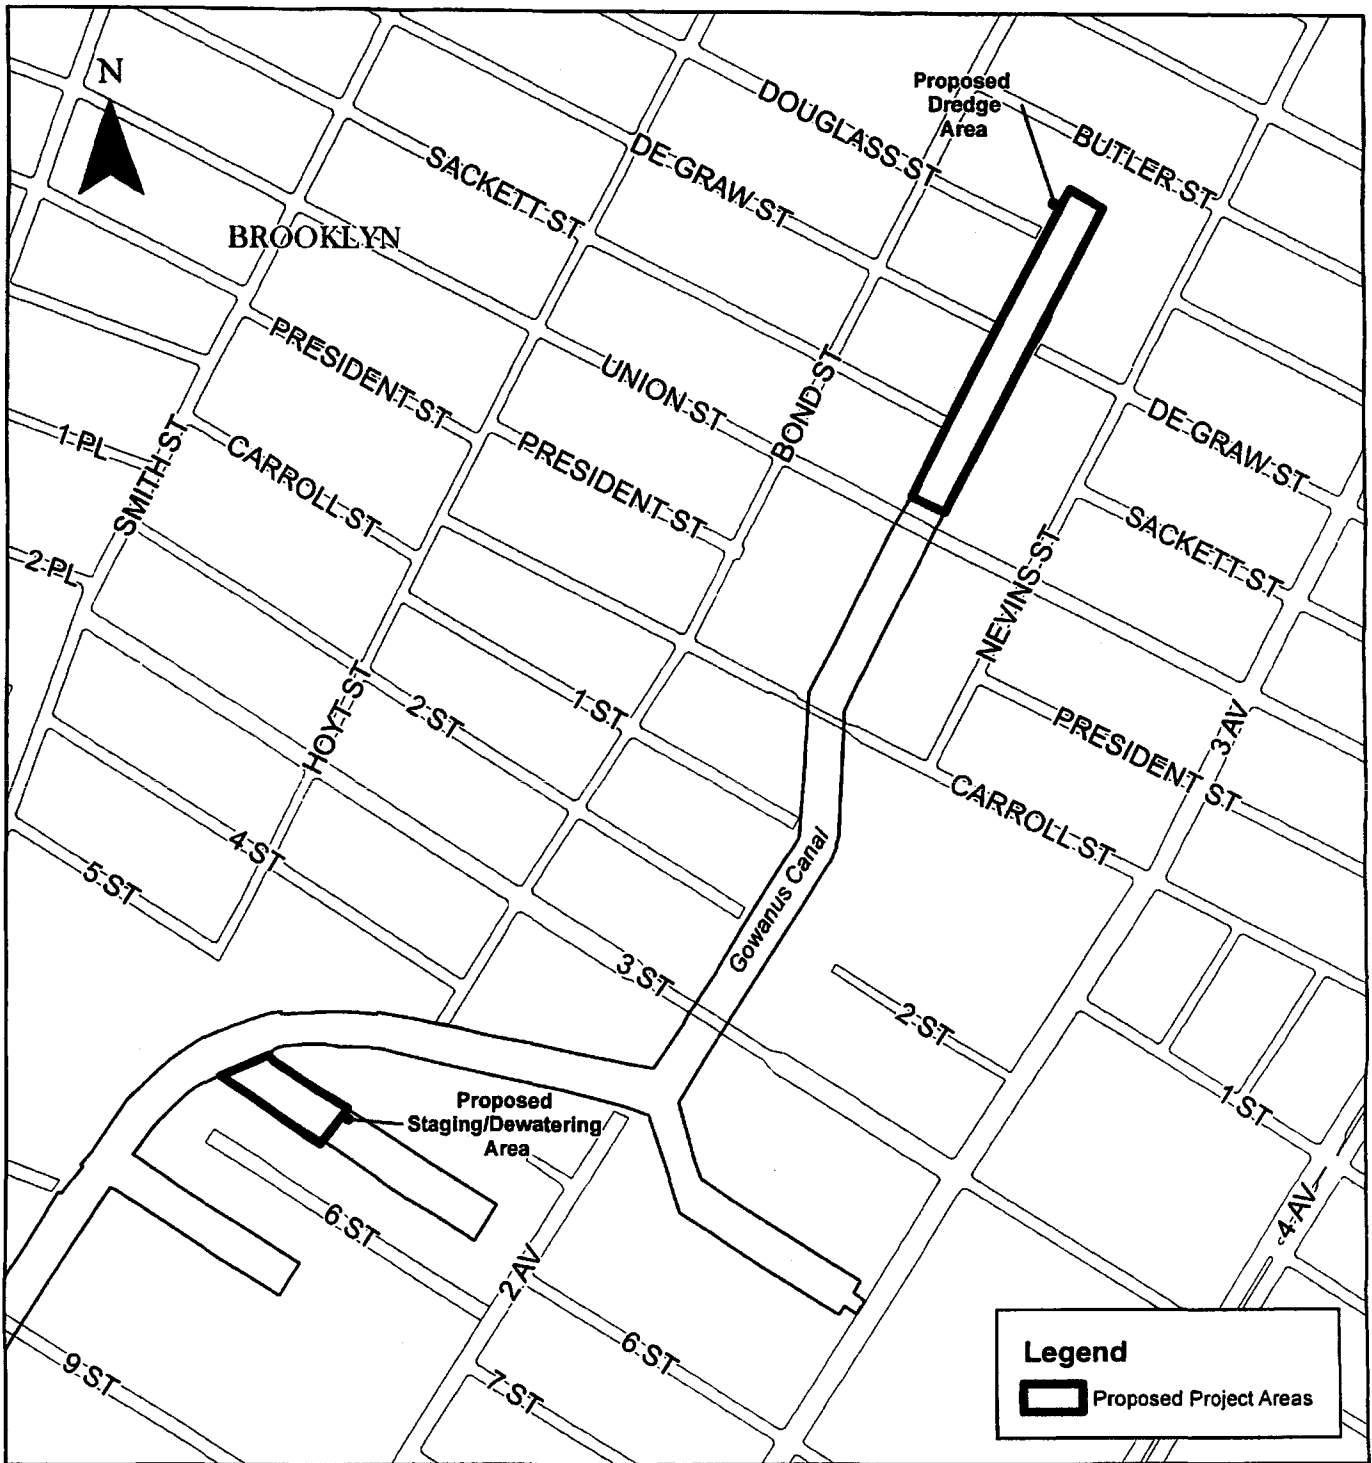 N
Proposed
Dredge
Area
DOUGLASS ST
BUTLER ST
DE GRAW ST
SACKETT ST
BROOKLYN
PRESIDENT ST
UNION ST
BOND ST
DE GRAW ST
1 PL
SMITH ST
CARROLL ST
PRESIDENT ST
SACKETT ST
2 PL
NEVINS ST
HOYT ST
2 ST
1 ST
PRESIDENT ST
3 AV
CARROLL ST
4 ST
5 ST
Gowanus Canal
3 ST
2 ST
1 ST
Proposed
Staging/Dewatering
Area
6 ST
4 AV
2 AV
6 ST
9 ST
7 ST
Legend
Proposed Project Areas